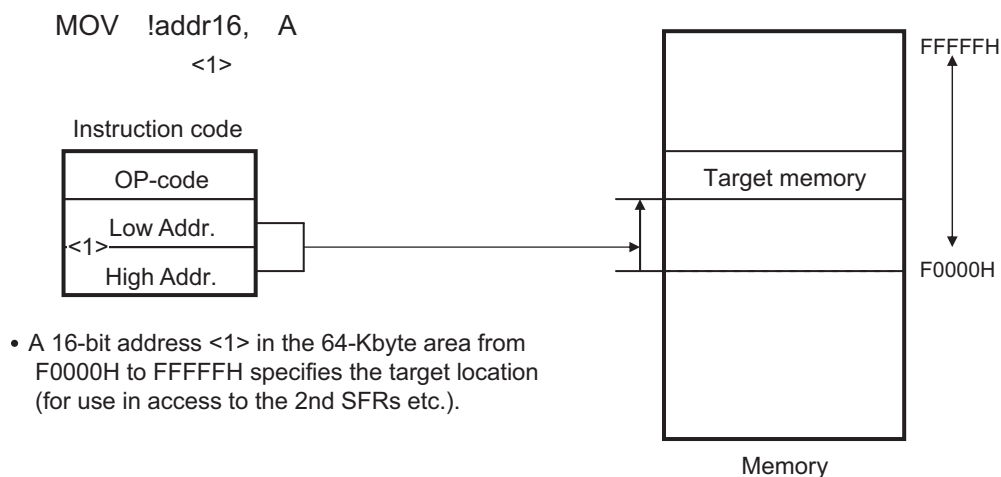 MOV !addr16, A
<1>
Instruction code
OP-code
Low Addr.
<1>
High Addr.
FFFFFH
Target memory
F0000H
Memory
• A 16-bit address <1> in the 64-Kbyte area from
F0000H to FFFFFH specifies the target location
(for use in access to the 2nd SFRs etc.).